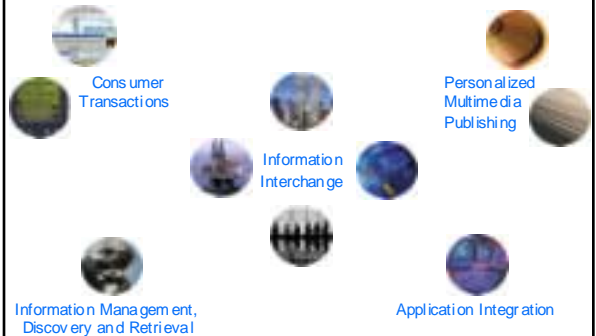 Consumer
Transactions
Personalized
Multimedia
Publishing
Information
Interchange
Information Management,
Discovery and Retrieval
Application Integration